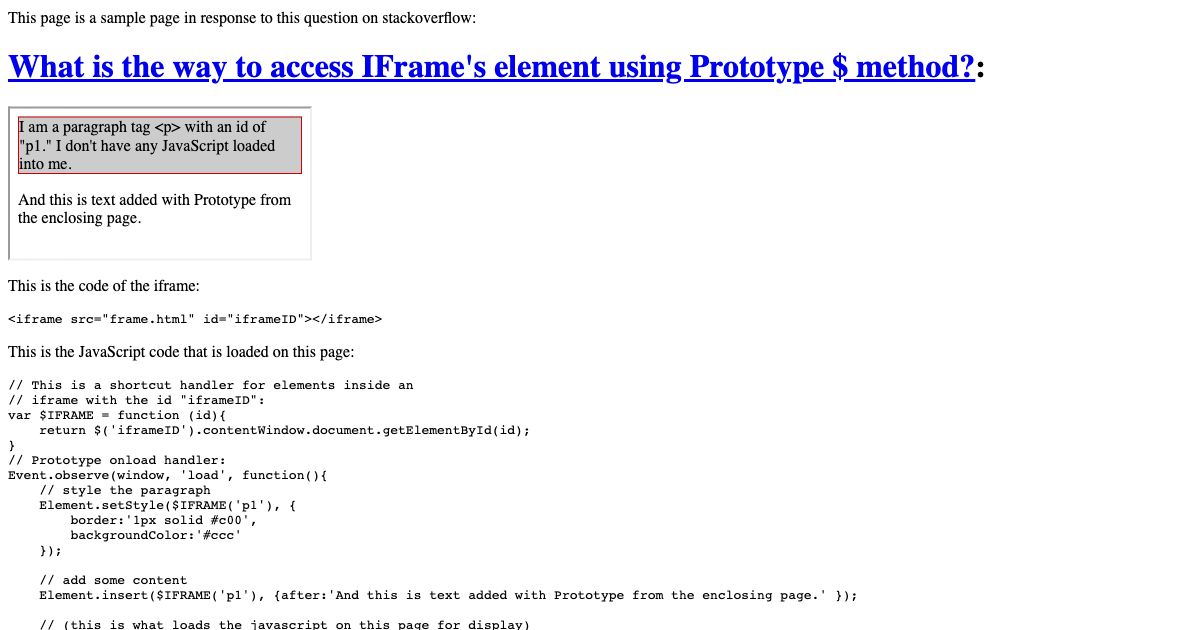 This page is a sample page in response to this question on stackoverflow:
What is the way to access IFrame's element using Prototype $ method?:
I am a paragraph tag <p> with an id of
"p1." I don't have any JavaScript loaded
into me.
And this is text added with Prototype from
the enclosing page.
This is the code of the iframe:
<iframe src="frame.html" id="iframeID"></iframe>
This is the JavaScript code that is loaded on this page:
// This is a shortcut handler for elements inside an
// iframe with the id "iframeID":
var $IFRAME = function (id){
    return $('iframeID').contentWindow.document.getElementById(id);
}
// Prototype onload handler:
Event.observe(window, 'load', function(){
    // style the paragraph
    Element.setStyle($IFRAME('p1'), {
        border:'1px solid #c00',
        backgroundColor:'#ccc'
    });
    // add some content
    Element.insert($IFRAME('p1'), {after:'And this is text added with Prototype from the enclosing page.' });
    // (this is what loads the javascript on this page for display)